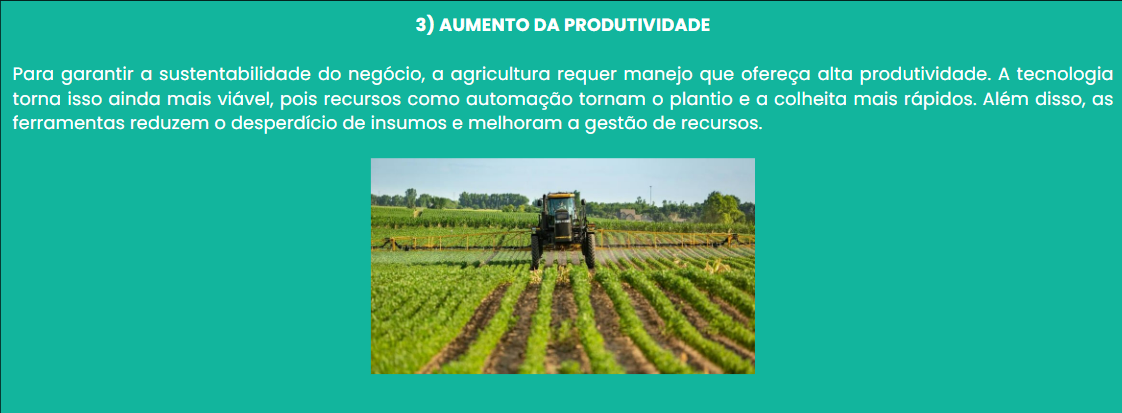 3) AUMENTO DA PRODUTIVIDADE
Para garantir a sustentabilidade do negócio, a agricultura requer manejo que ofereça alta produtividade. A tecnologia
torna isso ainda mais viável, pois recursos como automação tornam o plantio e a colheita mais rápidos. Além disso, as
ferramentas reduzem o desperdício de insumos e melhoram a gestão de recursos.